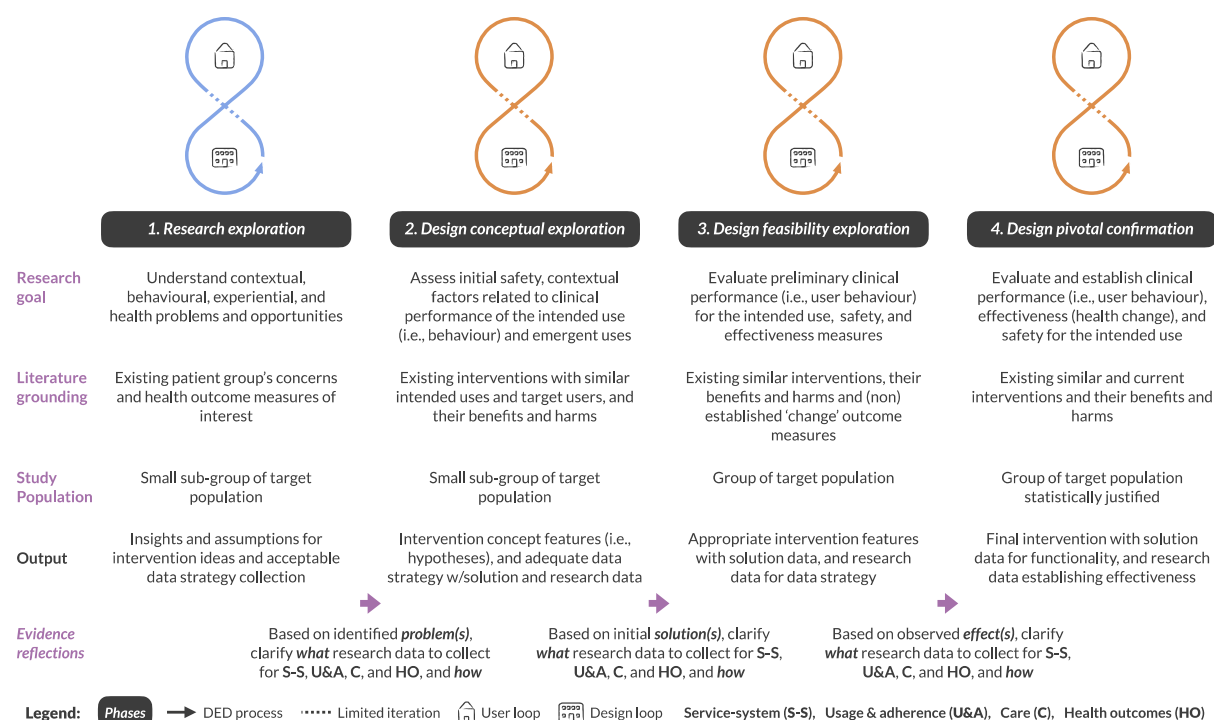 1. Research exploration
2. Design conceptual exploration
3. Design feasibility exploration
4. Design pivotal confirmation
Research
goal
Understand contextual,
behavioural, experiential, and
health problems and opportunities
Assess initial safety, contextual
factors related to clinical
performance of the intended use
(i.e., behaviour) and emergent uses
Evaluate preliminary clinical
performance (i.e., user behaviour)
for the intended use, safety, and
effectiveness measures
Evaluate and establish clinical
performance (i.e., user behaviour),
effectiveness (health change), and
safety for the intended use
Literature
grounding
Existing patient group's concerns
and health outcome measures of
interest
Existing interventions with similar
intended uses and target users, and
their benefits and harms
Existing similar interventions, their
benefits and harms and (non)
established 'change' outcome
measures
Existing similar and current
interventions and their benefits and
harms
Study
Population
Small sub-group of target
population
Small sub-group of target
population
Group of target population
Group of target population
statistically justified
Output
Insights and assumptions for
intervention ideas and acceptable
data strategy collection
Intervention concept features (i.e.,
hypotheses), and adequate data
strategy w/solution and research data
Appropriate intervention features
with solution data, and research
data for data strategy
Final intervention with solution
data for functionality, and research
data establishing effectiveness
Evidence
reflections
Based on identified problem(s),
clarify what research data to collect
for S-S, U&A, C, and HO, and how
Based on initial solution(s), clarify
what research data to collect for S-S,
U&A, C, and HO, and how
Based on observed effect(s), clarify
what research data to collect for S-S,
U&A, C, and HO, and how
Legend: Phases DED process Limited iteration User loop Design loop Service-system (S-S), Usage & adherence (U&A), Care (C), Health outcomes (HO)